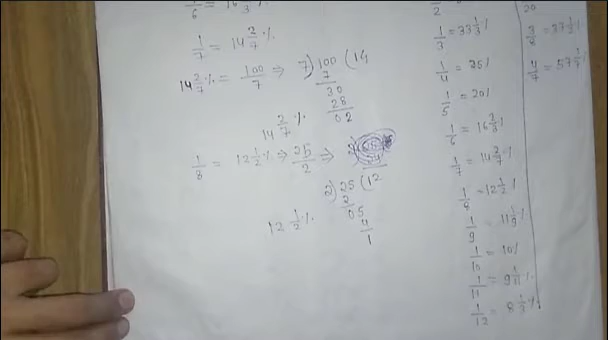 1/6 = 16 2/3 %
1/7 = 14 2/7 %
14 2/7 % = 100/7 ⇒ 7) 100 (14
7
30
28
02
14 2/7 %
1/8 = 12 1/2 % ⇒ 25/2 ⇒
2) 25 (12
2
05
4
1
12 1/2 %
1/3 = 33 1/3 %
1/4 = 25%
1/5 = 20%
1/6 = 16 2/3 %
1/7 = 14 2/7 %
1/8 = 12 1/2 %
1/9 = 11 1/9 %
1/10 = 10%
1/11 = 9 1/11 %
1/12 = 8 1/3 %
20
4/7 = 57 1/7 %